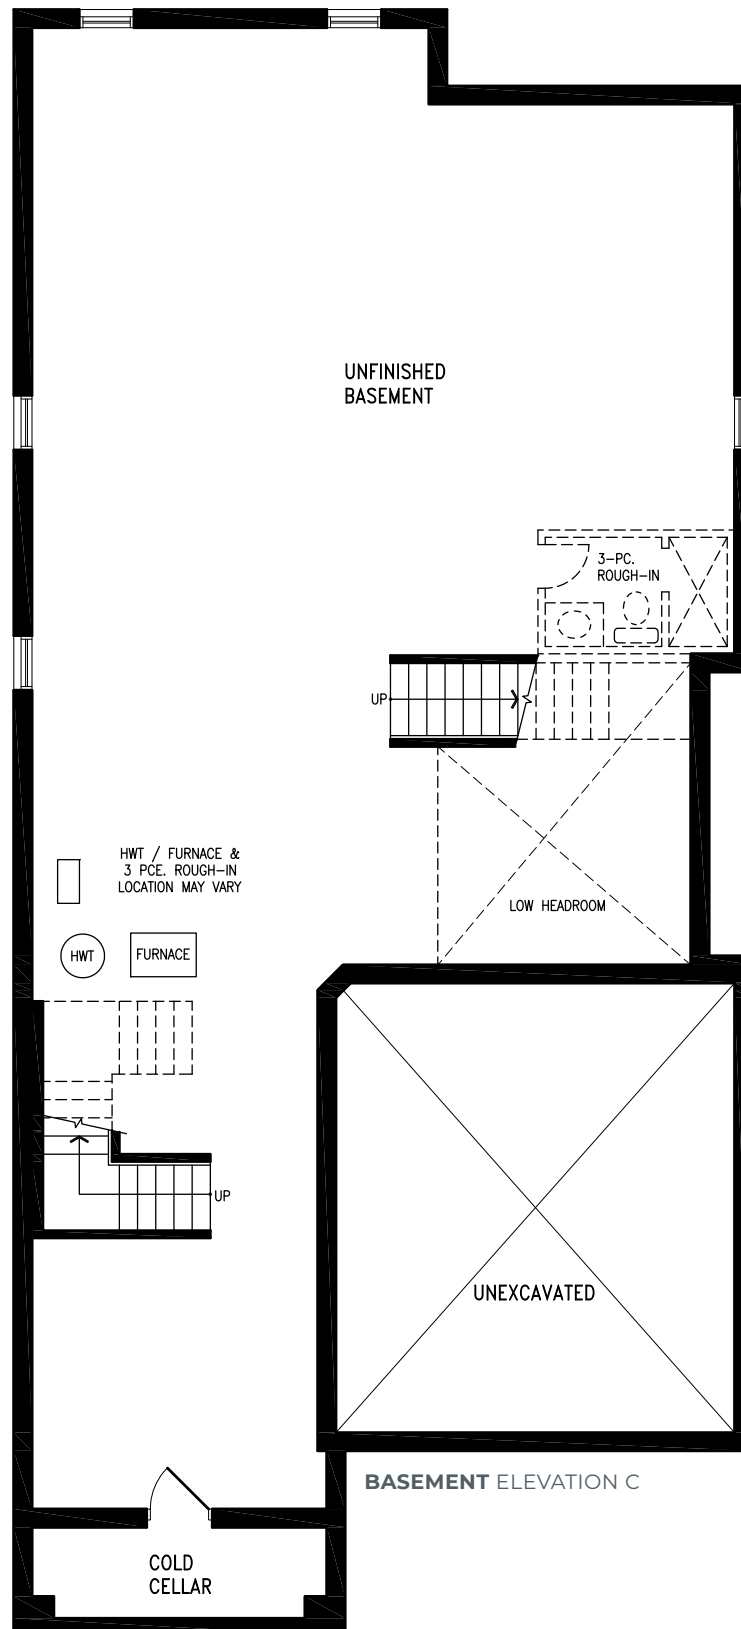 UNFINISHED
BASEMENT
3-PC.
ROUGH-IN
UP
HWT / FURNACE &
3 PCE. ROUGH-IN
LOCATION MAY VARY
LOW HEADROOM
HWT
FURNACE
UP
UNEXCAVATED
BASEMENT ELEVATION C
COLD
CELLAR